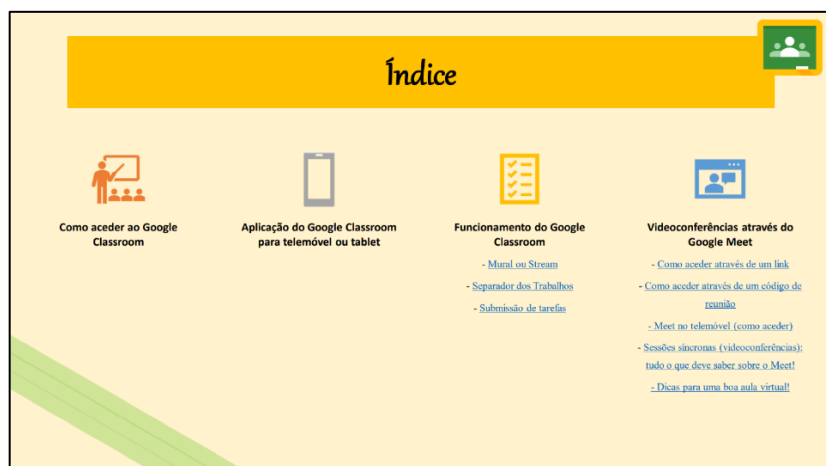 Índice
Como aceder ao Google
Classroom
Aplicação do Google Classroom
para telemóvel ou tablet
Funcionamento do Google
Classroom
- Mural ou Stream
- Separador dos Trabalhos
- Submissão de tarefas
Videoconferências através do
Google Meet
- Como aceder através de um link
- Como aceder através de um código de
reunião
- Meet no telemóvel (como aceder)
- Sessões síncronas (videoconferências):
tudo o que deve saber sobre o Meet!
- Dicas para uma boa aula virtual!